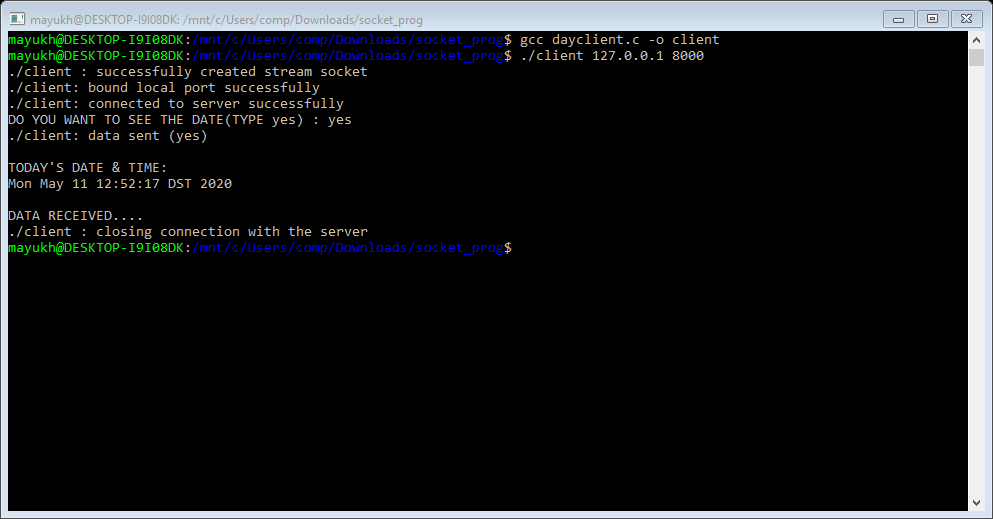 mayukh@DESKTOP-I9I08DK: /mnt/c/Users/comp/Downloads/socket_prog
mayukh@DESKTOP-I9I08DK:/mnt/c/Users/comp/Downloads/socket_prog$ gcc dayclient.c -o client
mayukh@DESKTOP-I9I08DK:/mnt/c/Users/comp/Downloads/socket_prog$ ./client 127.0.0.1 8000
./client : successfully created stream socket
./client: bound local port successfully
./client: connected to server successfully
DO YOU WANT TO SEE THE DATE(TYPE yes) : yes
./client: data sent (yes)
TODAY'S DATE & TIME:
Mon May 11 12:52:17 DST 2020
DATA RECEIVED....
./client : closing connection with the server
mayukh@DESKTOP-I9I08DK:/mnt/c/Users/comp/Downloads/socket_prog$